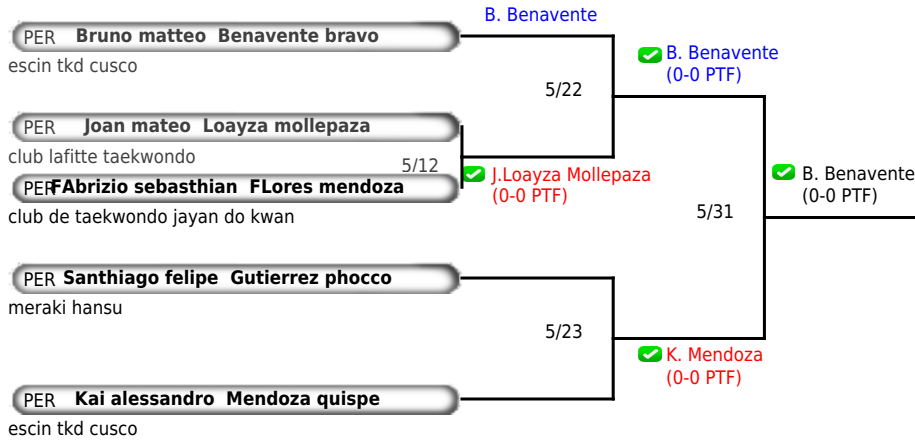 B. Benavente
PER Bruno matteo Benavente bravo
escin tkd cusco
B. Benavente
(0-0 PTF)
5/22
PER Joan mateo Loayza mollepaza
club lafitte taekwondo
5/12
J.Loayza Mollepaza
(0-0 PTF)
B. Benavente
(0-0 PTF)
PER FAbrizio sebasthian FLores mendoza
club de taekwondo jayan do kwan
5/31
PER Santhiago felipe Gutierrez phocco
meraki hansu
5/23
K. Mendoza
(0-0 PTF)
PER Kai alessandro Mendoza quispe
escin tkd cusco